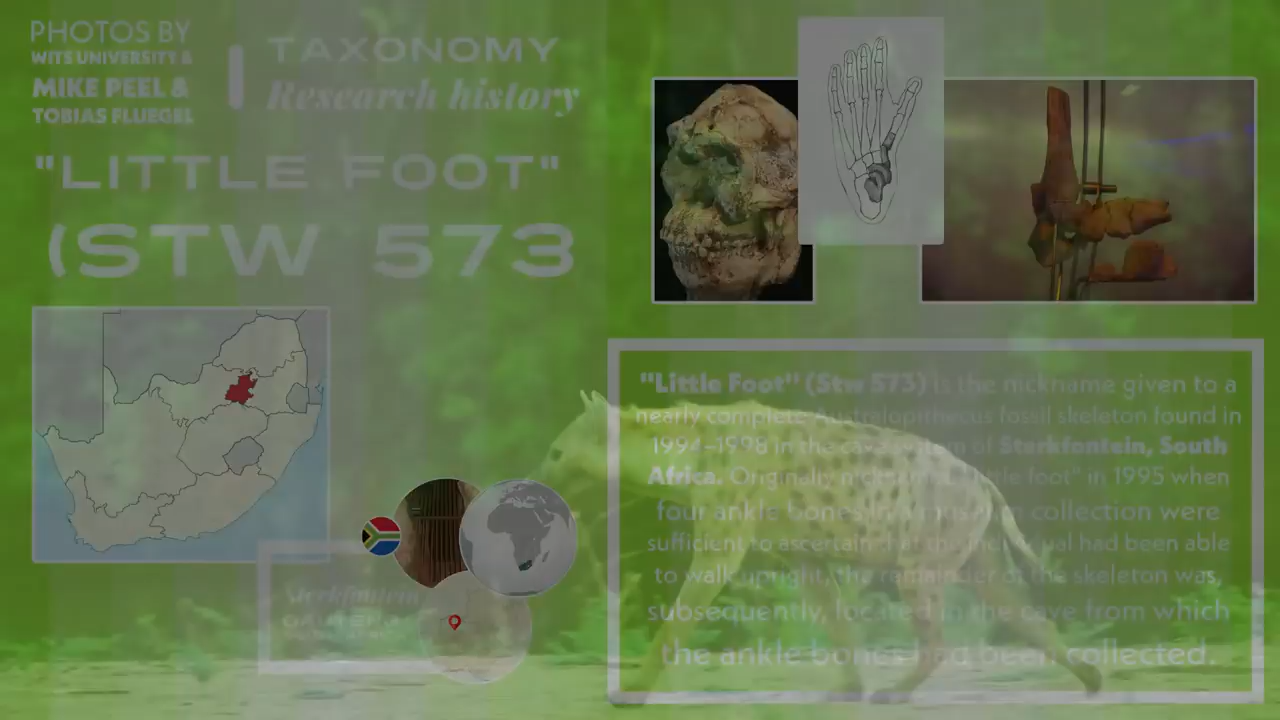 PHOTOS BY
WITS UNIVERSITY &
MIKE PEEL &
TOBIAS FLUEGEL
TAXONOMY
Research history
"LITTLE FOOT"
(STW 573
"Little Foot" (Stw 573) is the nickname given to a
nearly complete Australopithecus fossil skeleton found in
1994–1998 in the cave system of Sterkfontein, South
Africa. Originally nicknamed "little foot" in 1995 when
four ankle bones in a museum collection were
sufficient to ascertain that the individual had been able
to walk upright, the remainder of the skeleton was,
subsequently, located in the cave from which
the ankle bones had been collected.
Sterkfontein
GAUTENG